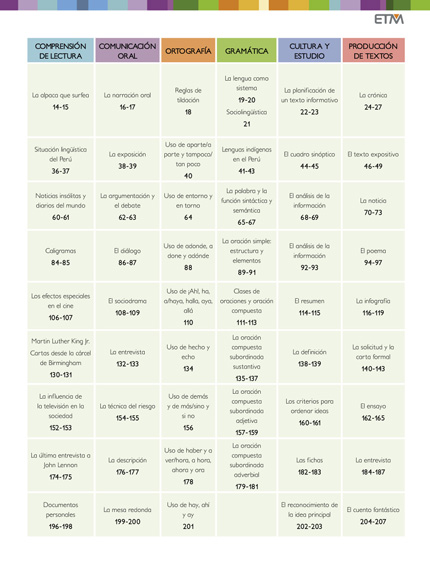 ETM
COMPRENSIÓN
DE LECTURA
COMUNICACIÓN
ORAL
ORTOGRAFÍA
GRAMÁTICA
CULTURA Y
ESTUDIO
PRODUCCIÓN
DE TEXTOS
La alpaca que surfea
14-15
La narración oral
16-17
Reglas de
tildación
18
La lengua como
sistema
19-20
Sociolingüística
21
La planificación de
un texto informativo
22-23
La crónica
24-27
Situación lingüística
del Perú
36-37
La exposición
38-39
Uso de aparte/a
parte y tampoco/
tan poco
40
Lenguas indígenas
en el Perú
41-43
El cuadro sinóptico
44-45
El texto expositivo
46-49
Noticias insólitas y
diarios del mundo
60-61
La argumentación y
el debate
62-63
Uso de entorno y
en torno
64
La palabra y la
función sintáctica y
semántica
65-67
El análisis de la
información
68-69
La noticia
70-73
Caligramas
84-85
El diálogo
86-87
Uso de adonde, a
donde y adónde
88
La oración simple:
estructura y
elementos
89-91
El análisis de la
información
92-93
El poema
94-97
Los efectos especiales
en el cine
106-107
El sociodrama
108-109
Uso de ¡Ah!, ha,
a/haya, halla, aya,
allá
110
Clases de
oraciones y oración
compuesta
111-113
El resumen
114-115
La infografía
116-119
Martin Luther King Jr.
Cartas desde la cárcel
de Birmingham
130-131
La entrevista
132-133
Uso de hecho y
echo
134
La oración
compuesta
subordinada
sustantiva
135-137
La definición
138-139
La solicitud y la
carta formal
140-143
La influencia de
la televisión en la
sociedad
152-153
La técnica del riesgo
154-155
Uso de demás
y de más/sino y
si no
156
La oración
compuesta
subordinada
adjetiva
157-159
Los criterios para
ordenar ideas
160-161
El ensayo
162-165
La última entrevista a
John Lennon
174-175
La descripción
176-177
Uso de haber y a
ver/hora, a hora,
ahora y ora
178
La oración
compuesta
subordinada
adverbial
179-181
Las fichas
182-183
La entrevista
184-187
Documentos
personales
196-198
La mesa redonda
199-200
Uso de hay, ahí
y ay
201
El reconocimiento de
la idea principal
202-203
El cuento fantástico
204-207